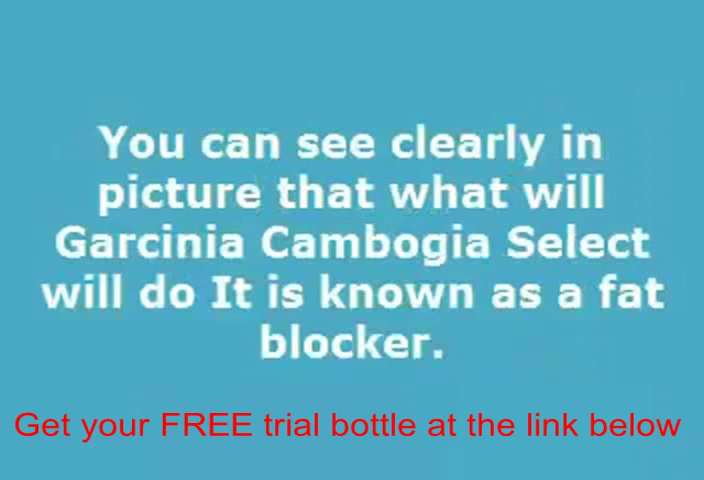 You can see clearly in
picture that what will
Garcinia Cambogia Select
will do It is known as a fat
blocker.
Get your FREE trial bottle at the link below